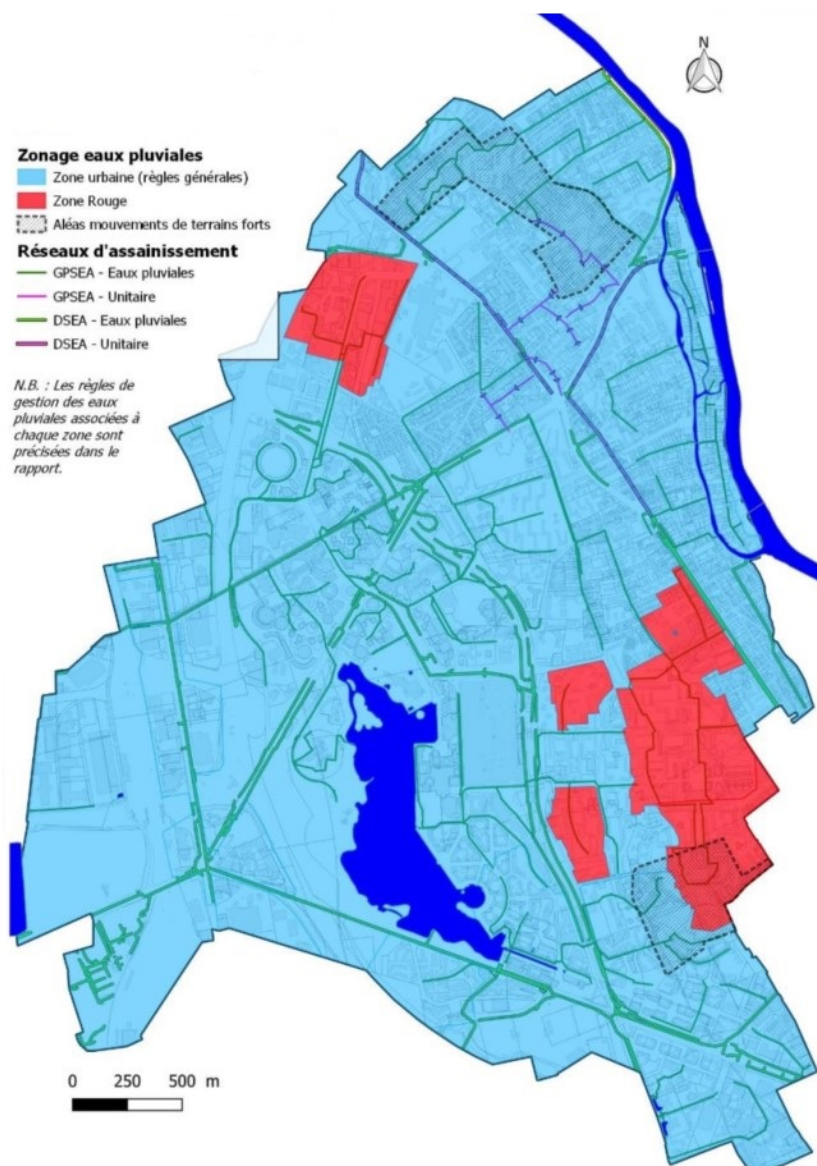 N
Zonage eaux pluviales
Zone urbaine (règles générales)
Zone Rouge
Aléas mouvements de terrains forts
Réseaux d'assainissement
GPSEA - Eaux pluviales
GPSEA - Unitaire
DSEA - Eaux pluviales
DSEA - Unitaire
N.B. : Les règles de
gestion des eaux
pluviales associées à
chaque zone sont
précisées dans le
rapport.
0 250 500 m